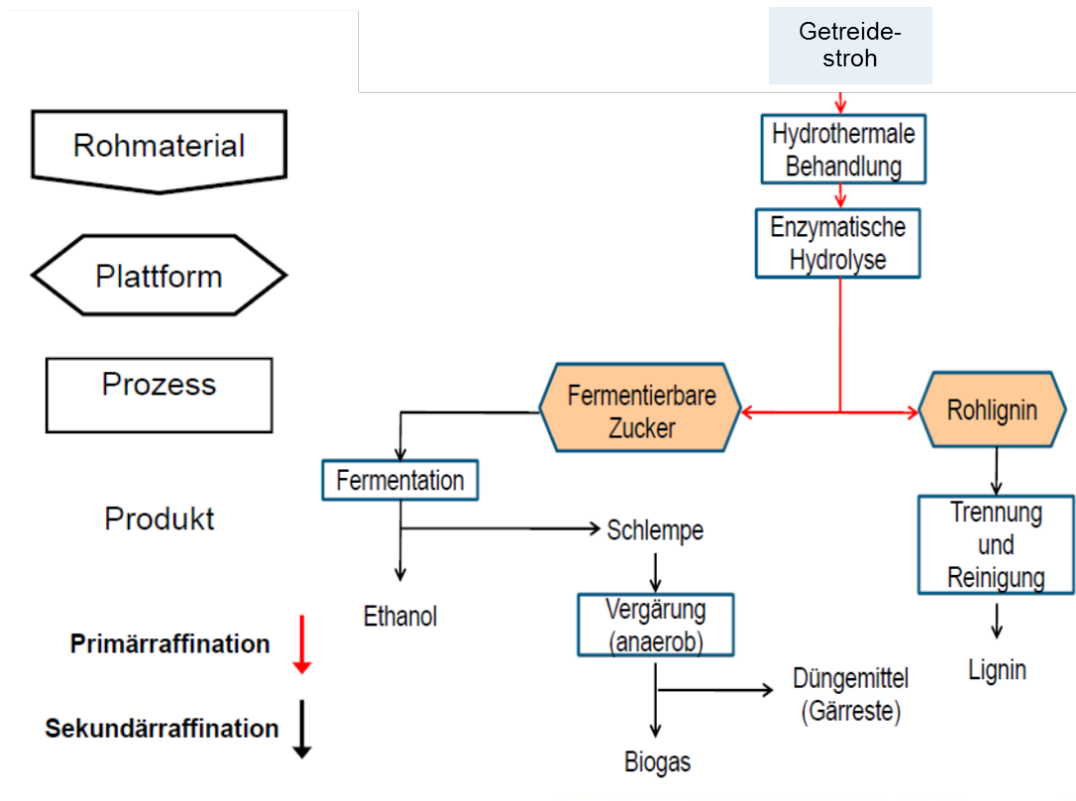 Getreide-
stroh
Rohmaterial
Hydrothermale
Behandlung
Enzymatische
Hydrolyse
Plattform
Prozess
Fermentierbare
Zucker
Rohlignin
Fermentation
Produkt
Schlempe
Trennung
und
Reinigung
Ethanol
Vergärung
(anaerob)
Primärraffination
Lignin
Düngemittel
(Gärreste)
Sekundärraffination
Biogas